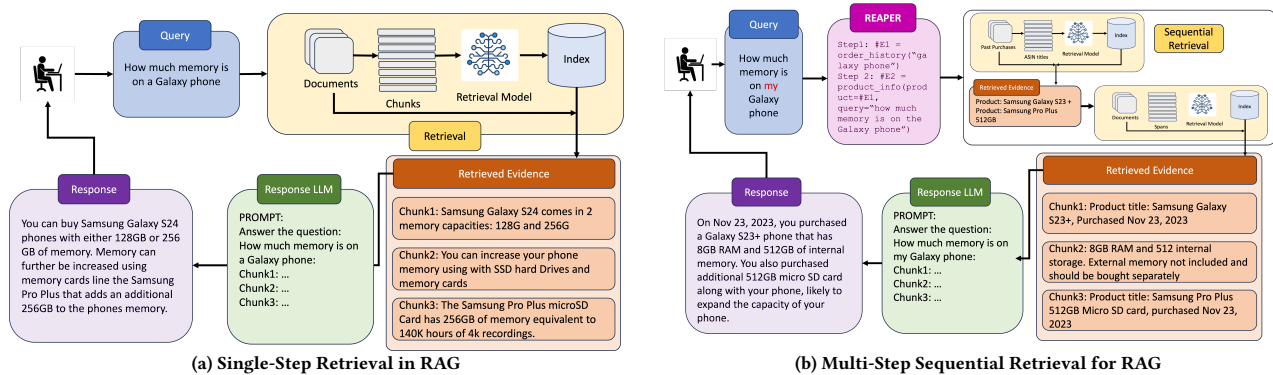 Query
How much memory is
on a Galaxy phone
Documents
Chunks
Retrieval Model
Index
Retrieval
Retrieved Evidence
Chunk1: Samsung Galaxy S24 comes in 2
memory capacities: 128G and 256G
Chunk2: You can increase your phone
memory using with SSD hard Drives and
memory cards
Chunk3: The Samsung Pro Plus microSD
Card has 256GB of memory equivalent to
140K hours of 4k recordings.
Response LLM
PROMPT:
Answer the question:
How much memory is on
a Galaxy phone:
Chunk1: ...
Chunk2: ...
Chunk3: ...
Response
You can buy Samsung Galaxy S24
phones with either 128GB or 256
GB of memory. Memory can
further be increased using
memory cards line the Samsung
Pro Plus that adds an additional
256GB to the phones memory.
(a) Single-Step Retrieval in RAG
Query
How much
memory is
on my
Galaxy
phone
REAPER
Step1: #E1 =
order_history("ga
laxy phone")
Step 2: #E2 =
product_info(pro
duct=#E1,
query="how much
memory is on the
Galaxy phone")
Sequential
Retrieval
Past Purchases
ASIN titles
Retrieval Model
Index
Retrieved Evidence
Product: Samsung Galaxy S23 +
Product: Samsung Pro Plus
512GB
Documents
Spans
Retrieval Model
Index
Retrieved Evidence
Chunk1: Product title: Samsung Galaxy
S23+, Purchased Nov 23, 2023
Chunk2: 8GB RAM and 512 internal
storage. External memory not included and
should be bought separately
Chunk3: Product title: Samsung Pro Plus
512GB Micro SD card, purchased Nov 23,
2023
Response LLM
PROMPT:
Answer the question:
How much memory is on
my Galaxy phone:
Chunk1: ...
Chunk2: ...
Chunk3: ...
Response
On Nov 23, 2023, you purchased
a Galaxy S23+ phone that has
8GB RAM and 512GB of internal
memory. You also purchased
additional 512GB micro SD card
along with your phone, likely to
expand the capacity of your
phone.
(b) Multi-Step Sequential Retrieval for RAG